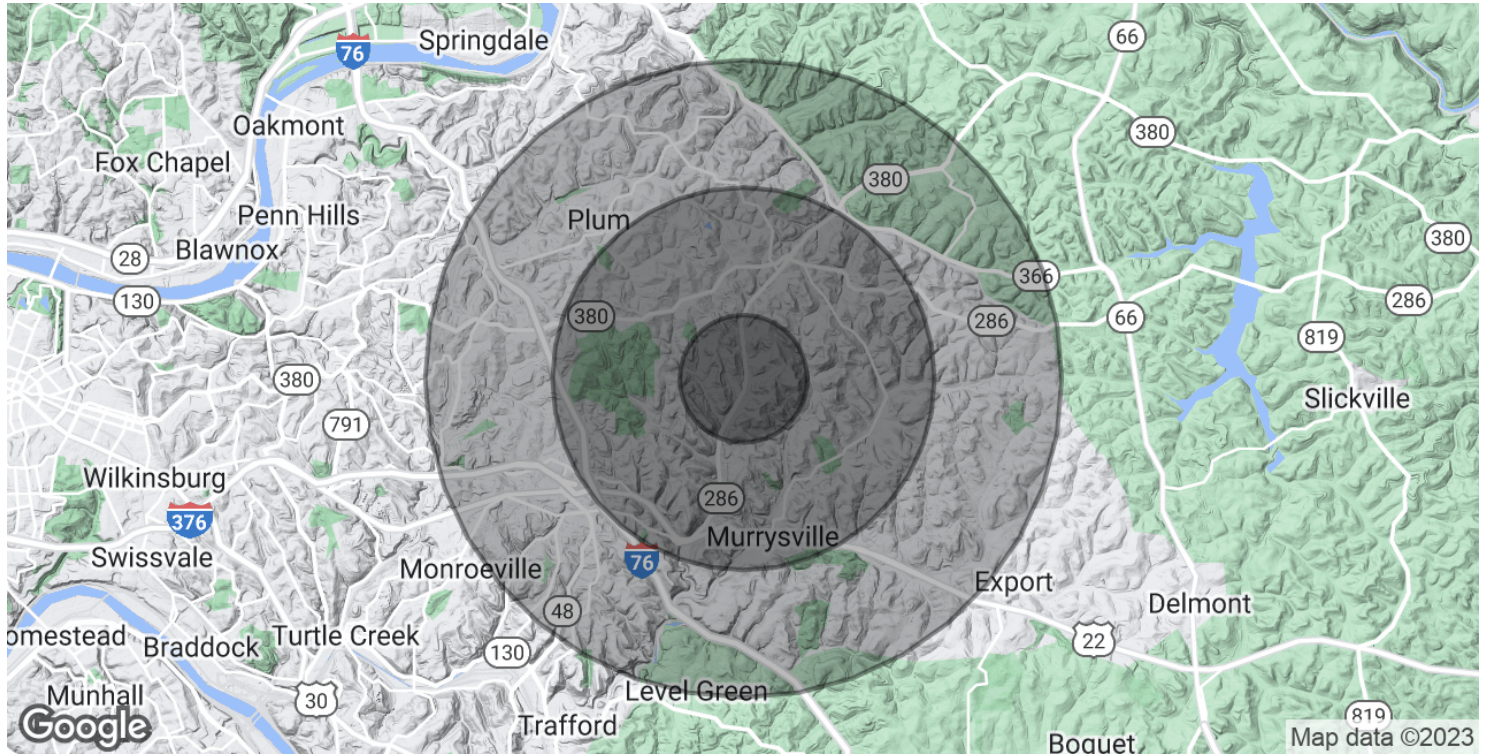 66
Springdale
76
Oakmont
380
Fox Chapel
380
Plum
Penn Hills
380
Blawnox
28
366
130
286
66
286
380
819
380
Slickville
791
Wilkinsburg
286
376
Murrysville
Swissvale
76
Monroeville
Export
Delmont
48
omestead
Turtle Creek
Braddock
22
130
Level Green
Munhall
30
Trafford
819
Google
Map data ©2023
Boquet